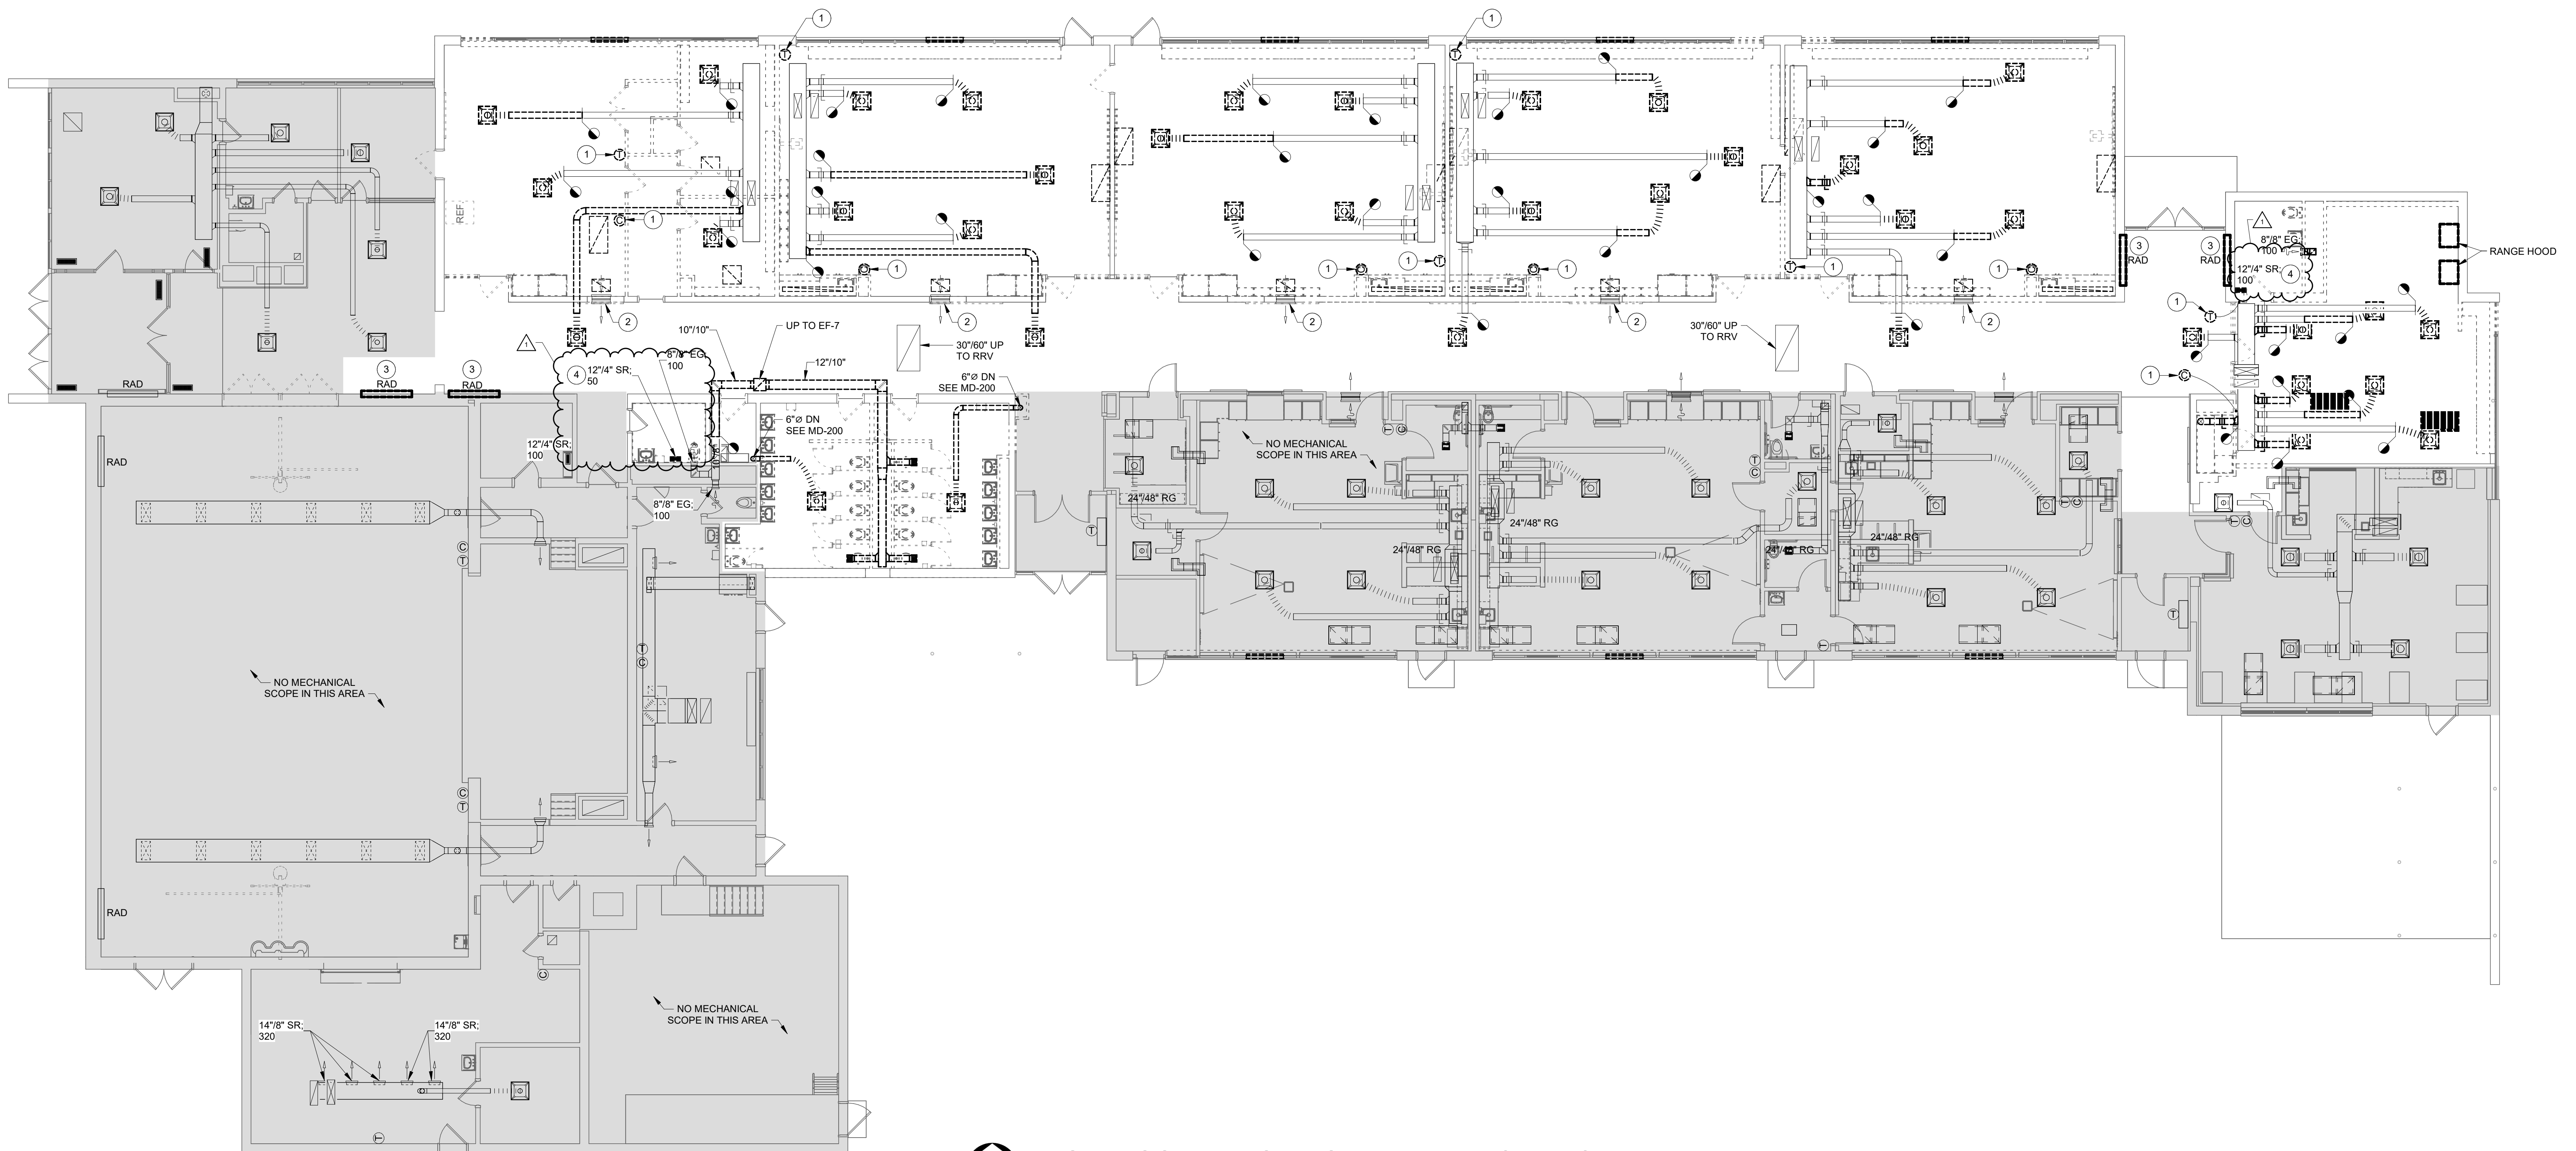 1
1
1
REF.
1
1
1
1
1
1
1
3
RAD
3
RAD
1
8"/8" EG;
100
12"/4" SR;
100
4
RANGE HOOD
1
2
2
2
2
2
1
10"/10"
UP TO EF-7
12"/10"
30"/60" UP
TO RRV
30"/60" UP
TO RRV
1
1
4
12"/4" SR;
50
8"/8" EG;
100
3
RAD
3
RAD
RAD
6"Ø DN
SEE MD-200
6"Ø DN
SEE MD-200
12"/4" SR;
100
10"/8"
8"/8" EG;
100
RAD
NO MECHANICAL
SCOPE IN THIS AREA
24"/48" RG
24"/48" RG
24"/48" RG
24"/48" RG
24"/48" RG
NO MECHANICAL
SCOPE IN THIS AREA
RAD
NO MECHANICAL
SCOPE IN THIS AREA
14"/8" SR;
320
14"/8" SR;
320